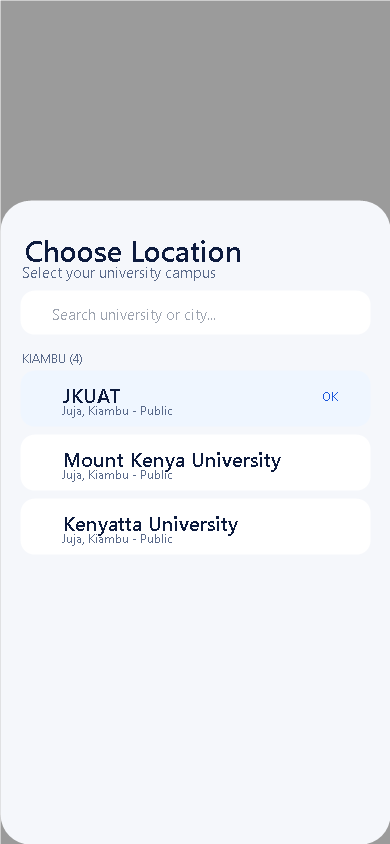 Choose Location
Select your university campus
Search university or city...
KIAMBU (4)
JKUAT
Juja, Kiambu - Public
OK
Mount Kenya University
Juja, Kiambu - Public
Kenyatta University
Juja, Kiambu - Public